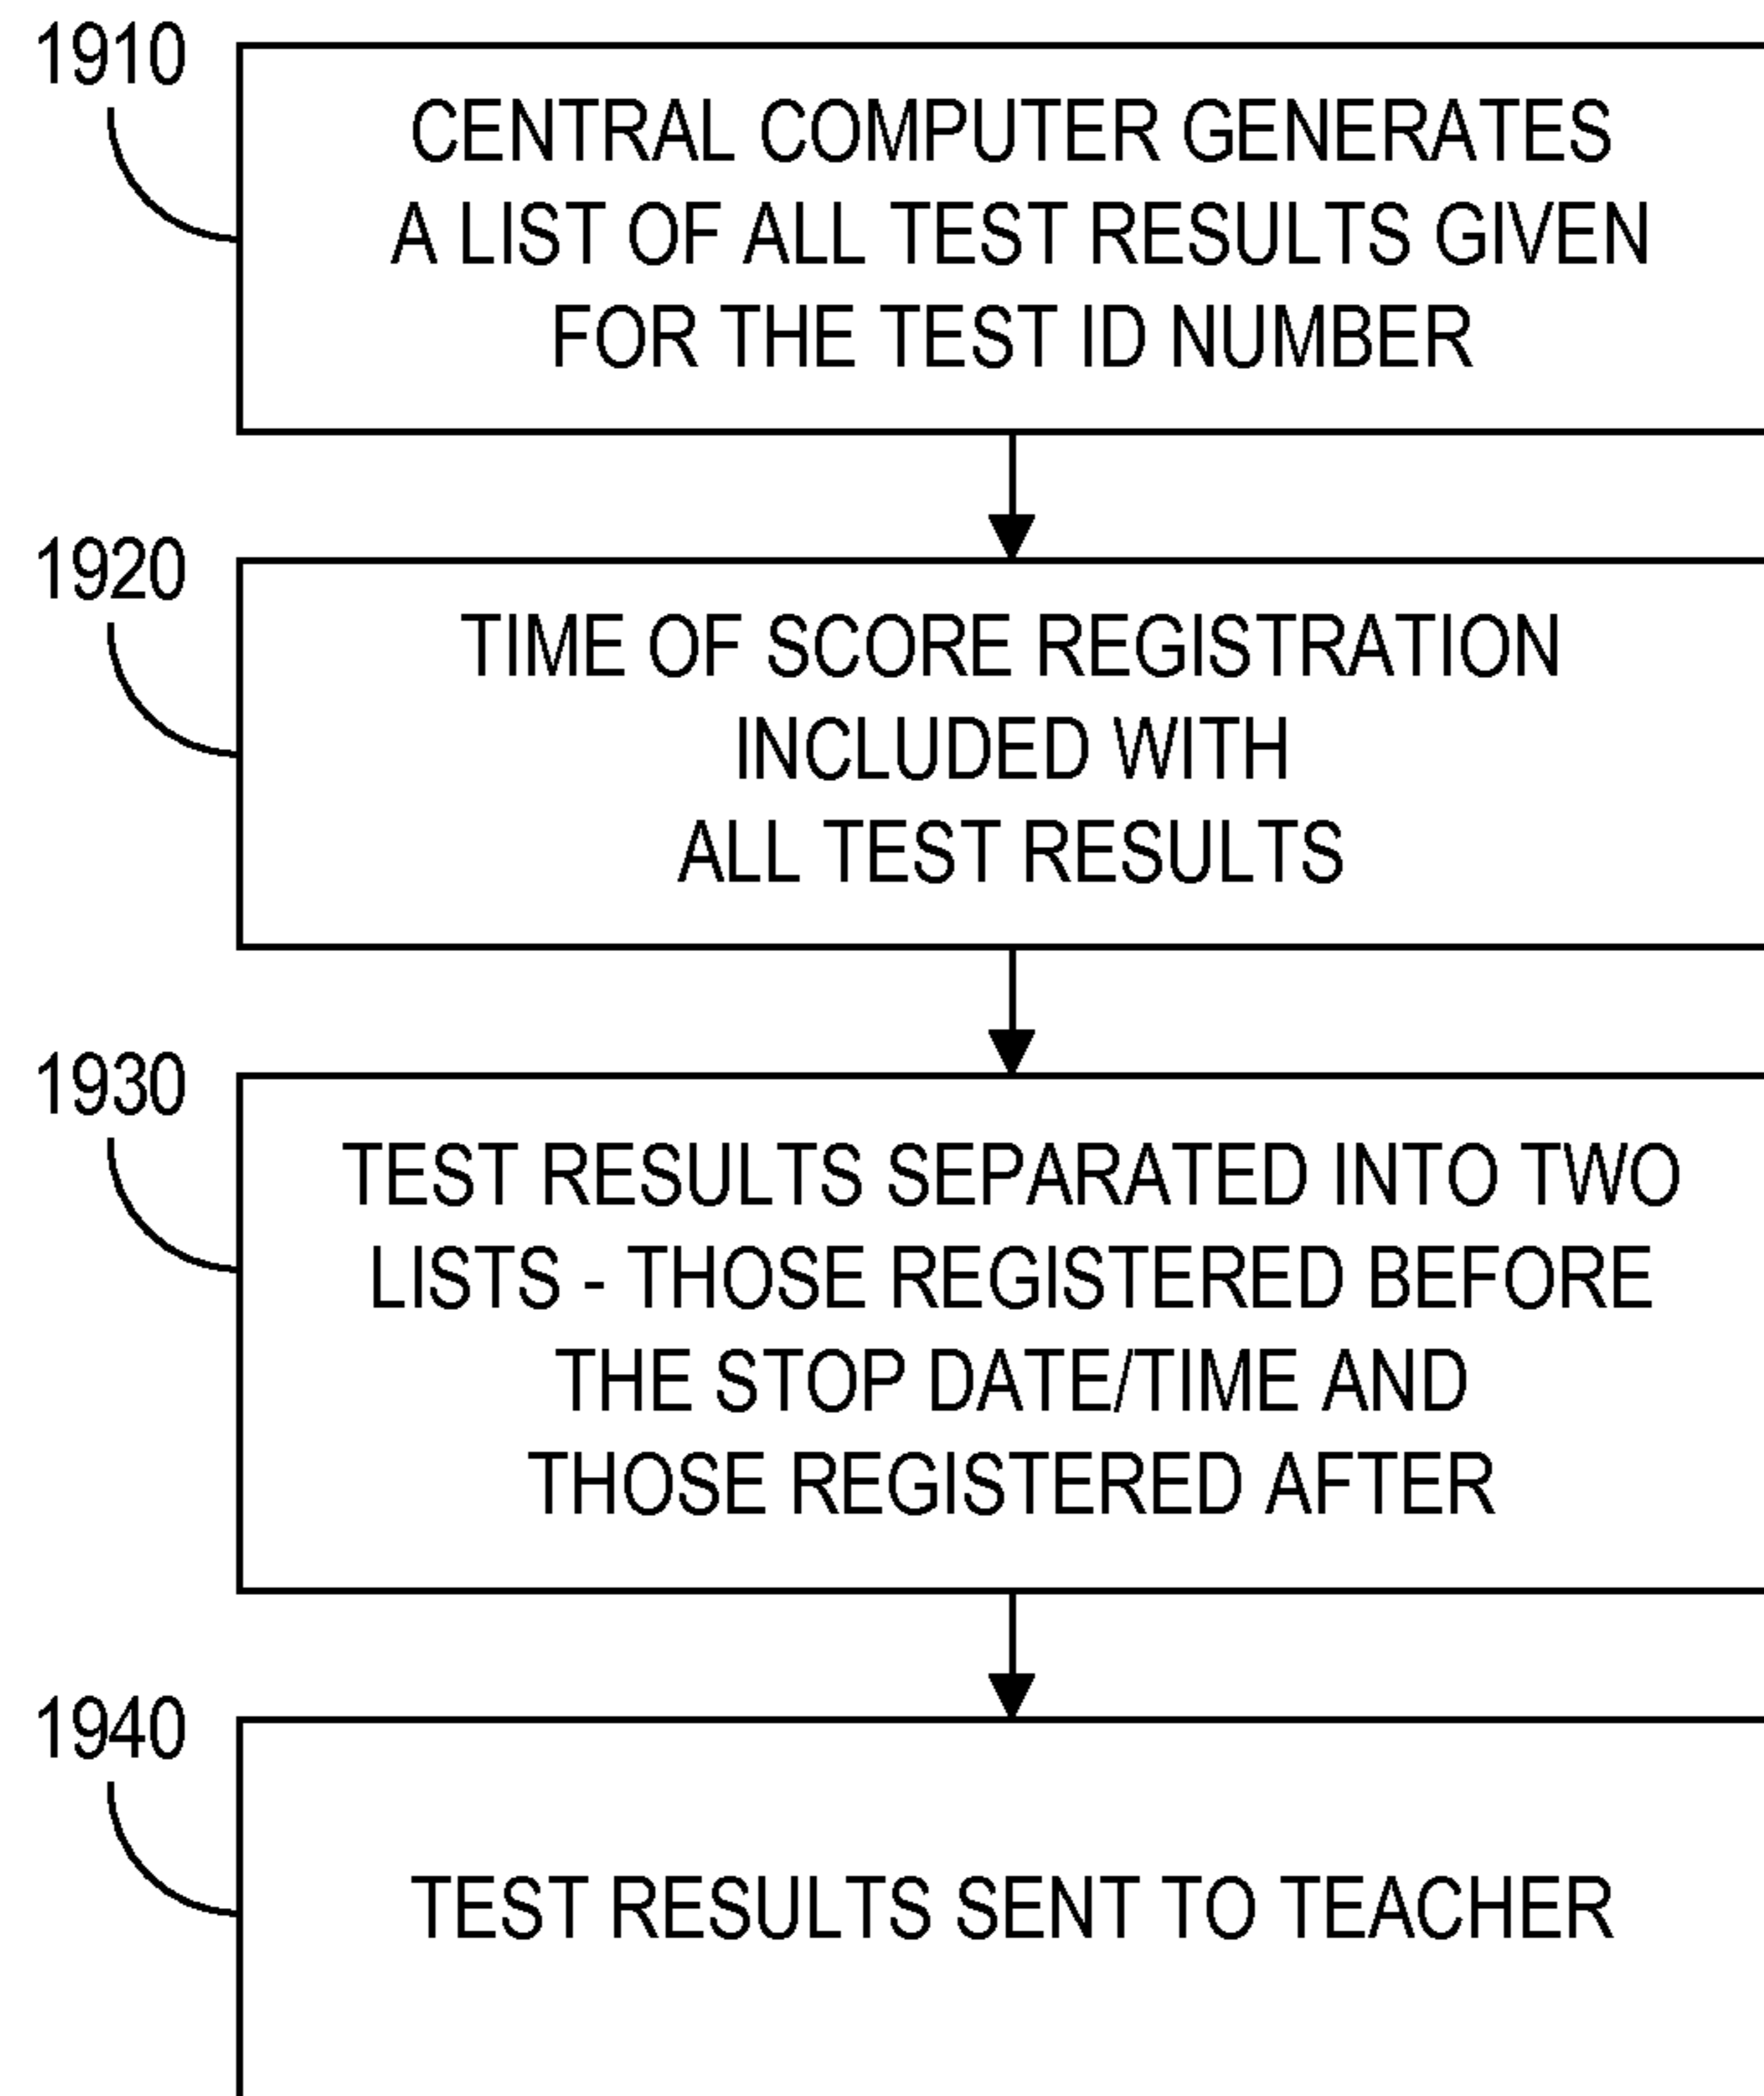 1910
CENTRAL COMPUTER GENERATES
A LIST OF ALL TEST RESULTS GIVEN
FOR THE TEST ID NUMBER
1920
TIME OF SCORE REGISTRATION
INCLUDED WITH
ALL TEST RESULTS
1930
TEST RESULTS SEPARATED INTO TWO
LISTS - THOSE REGISTERED BEFORE
THE STOP DATE/TIME AND
THOSE REGISTERED AFTER
1940
TEST RESULTS SENT TO TEACHER